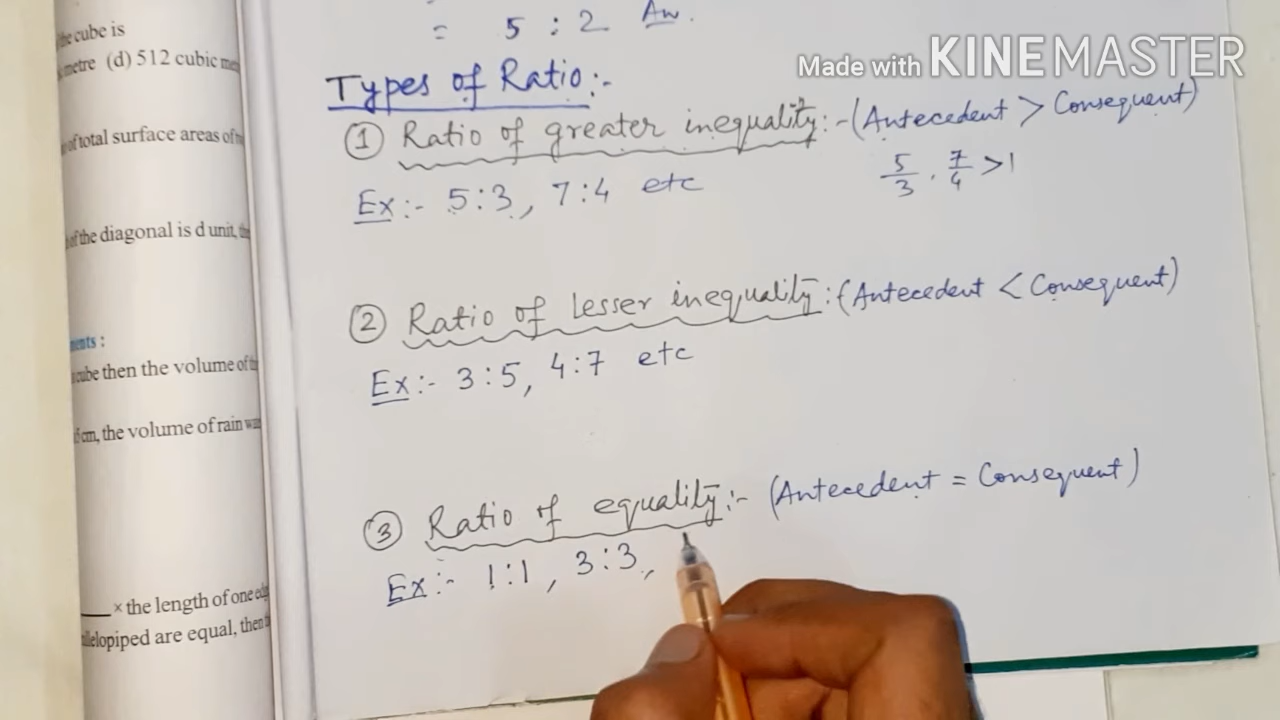 the cube is
metre (d) 512 cubic
of total surface areas of
of the diagonal is d unit,
cube then the volume of
cm, the volume of rain
× the length of one
are equal, then
= 5 : 2 An.
Made with KINEMASTER
Types of Ratio:-
① Ratio of greater inequality:- (Antecedent > Consequent)
Ex:- 5:3, 7:4 etc
5/3, 7/4 >1
② Ratio of lesser inequality: (Antecedent < Consequent)
Ex:- 3:5, 4:7 etc
③ Ratio of equality:- (Antecedent = Consequent)
Ex:- 1:1, 3:3,